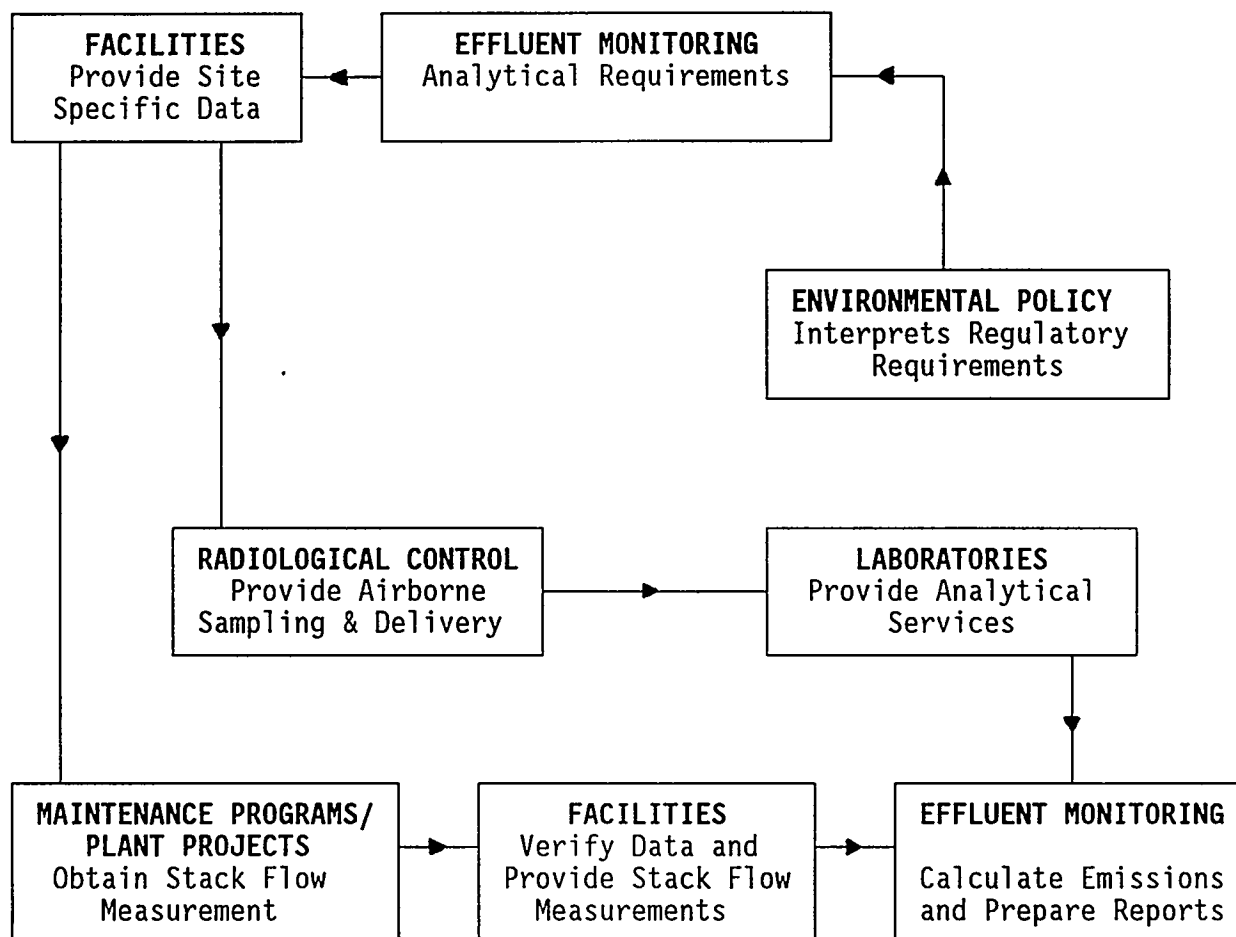 FACILITIES
Provide Site
Specific Data
EFFLUENT MONITORING
Analytical Requirements
ENVIRONMENTAL POLICY
Interprets Regulatory
Requirements
RADIOLOGICAL CONTROL
Provide Airborne
Sampling & Delivery
LABORATORIES
Provide Analytical
Services
MAINTENANCE PROGRAMS/
PLANT PROJECTS
Obtain Stack Flow
Measurement
FACILITIES
Verify Data and
Provide Stack Flow
Measurements
EFFLUENT MONITORING
Calculate Emissions
and Prepare Reports